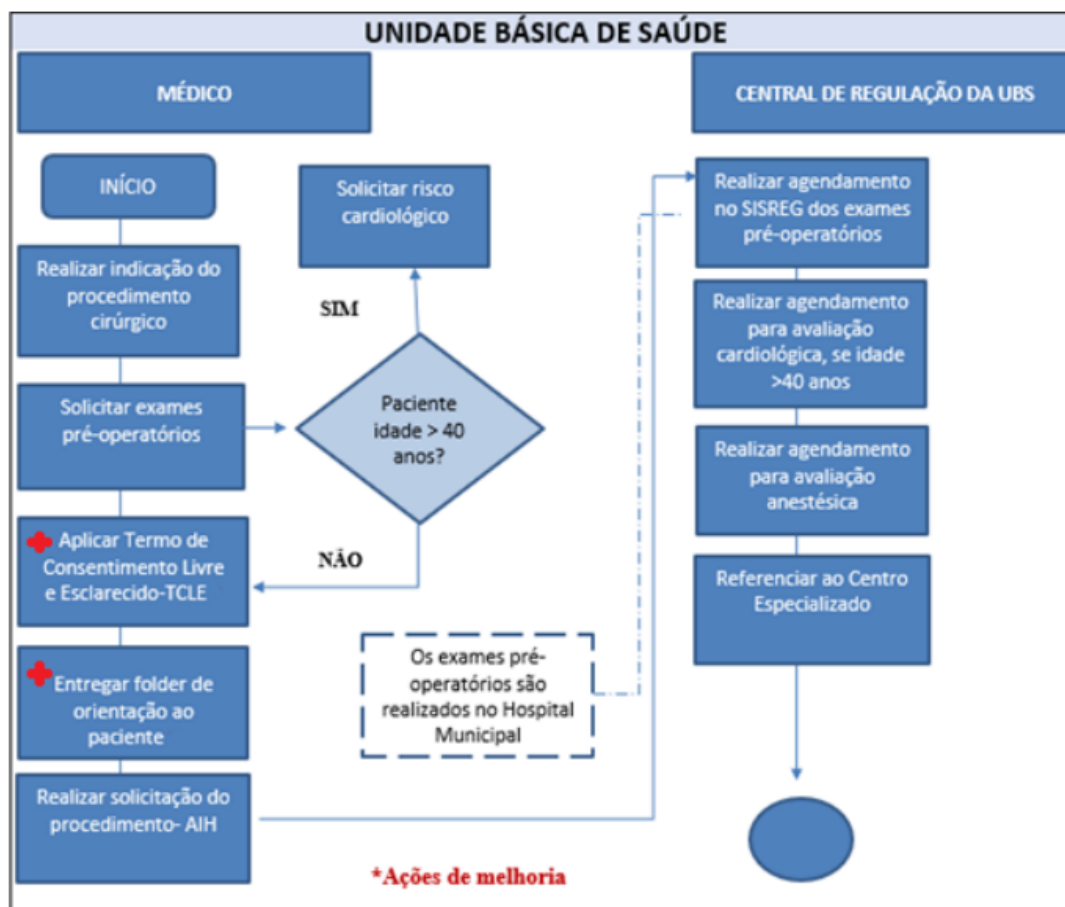 UNIDADE BÁSICA DE SAÚDE
MÉDICO
INÍCIO
Realizar indicação do
procedimento
cirúrgico
Solicitar exames
pré-operatórios
Solicitar risco
cardiológico
SIM
Paciente
idade > 40
anos?
NÃO
Aplicar Termo de
Consentimento Livre
e Esclarecido-TCLE
Entregar folder de
orientação ao
paciente
Realizar solicitação do
procedimento- AIH
Os exames pré-
operatórios são
realizados no Hospital
Municipal
*Ações de melhoria
CENTRAL DE REGULAÇÃO DA UBS
Realizar agendamento
no SISREG dos exames
pré-operatórios
Realizar agendamento
para avaliação
cardiológica, se idade
>40 anos
Realizar agendamento
para avaliação
anestésica
Referenciar ao Centro
Especializado